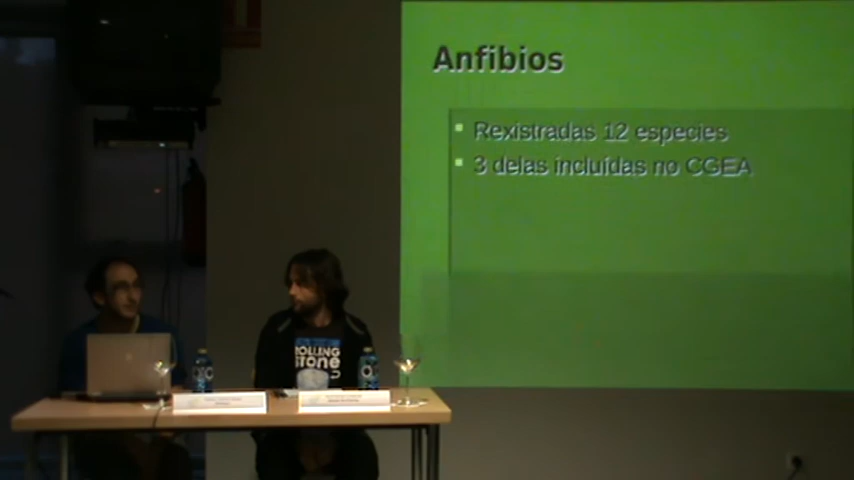 Anfibios
Rexistradas 12 especies
3 delas incluídas no CGEA
ROLLING
STONE